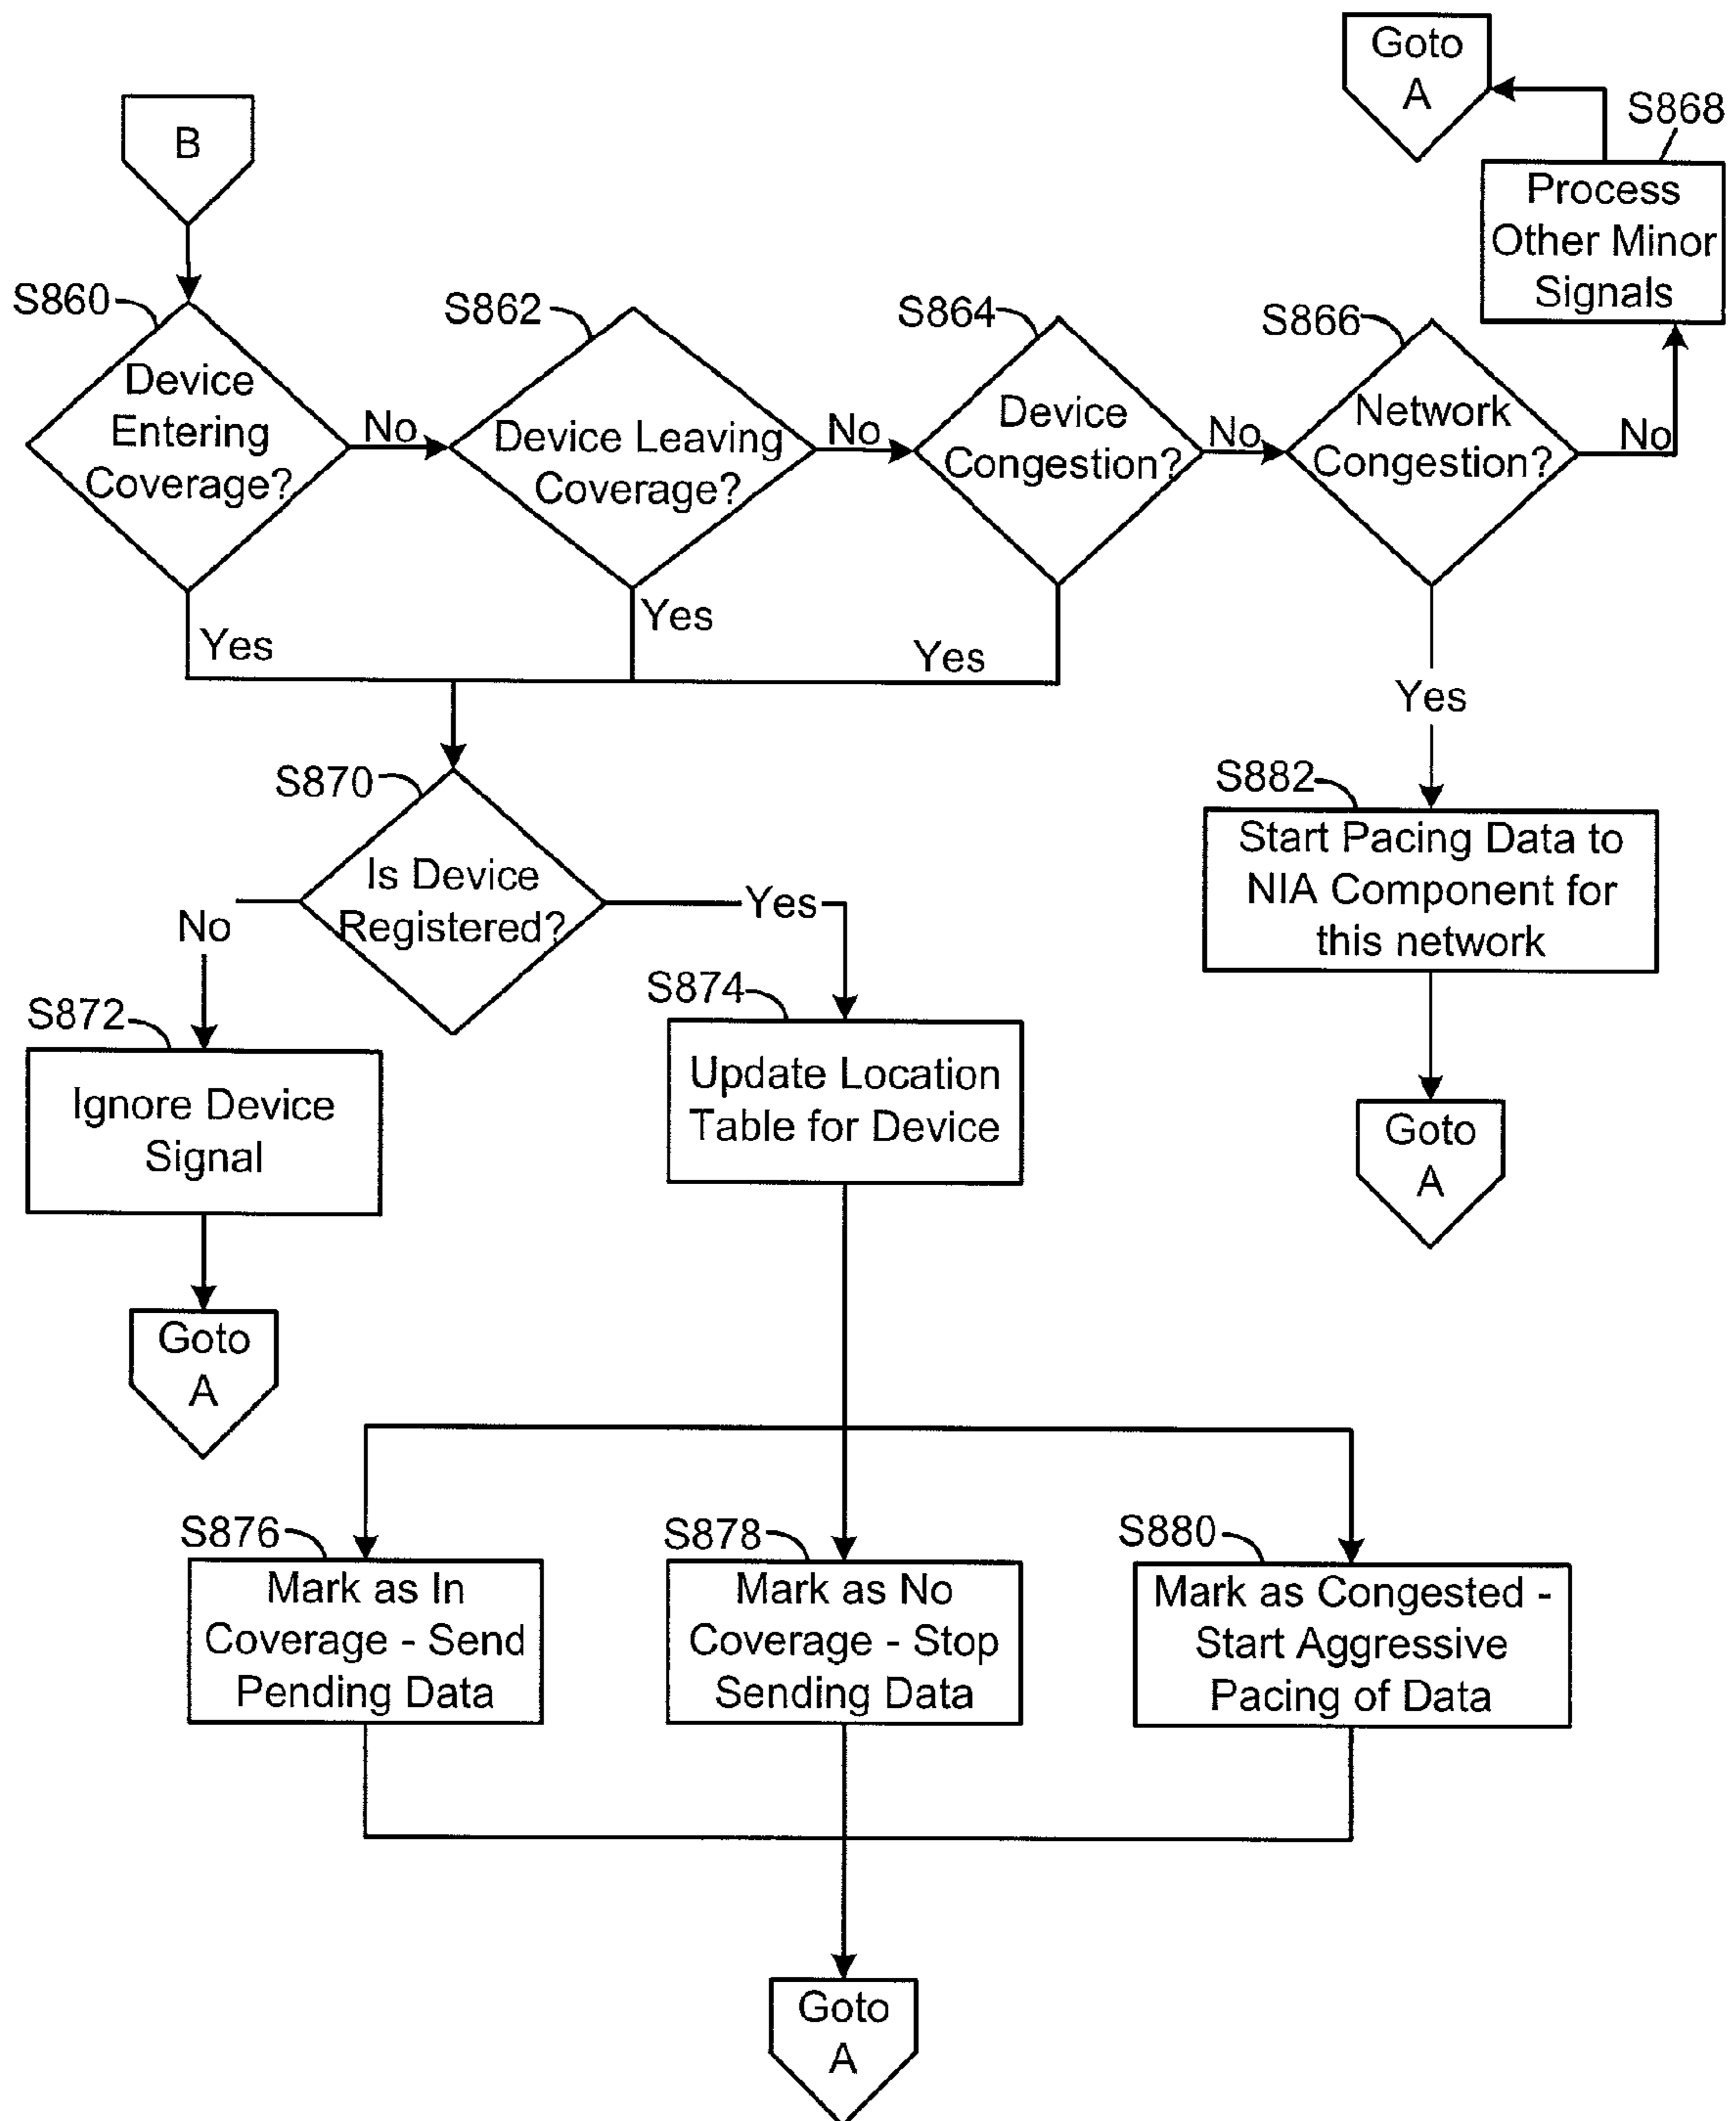 Goto
A
S868
B
Process
Other Minor
Signals
S860
S862
S864
S866
Device
Entering
Coverage?
No
Device Leaving
Coverage?
No
Device
Congestion?
No
Network
Congestion?
No
Yes
Yes
Yes
Yes
S870
S882
Is Device
Registered?
No
Yes
Start Pacing Data to
NIA Component for
this network
S872
S874
Ignore Device
Signal
Update Location
Table for Device
Goto
A
Goto
A
S876
S878
S880
Mark as In
Coverage - Send
Pending Data
Mark as No
Coverage - Stop
Sending Data
Mark as Congested -
Start Aggressive
Pacing of Data
Goto
A